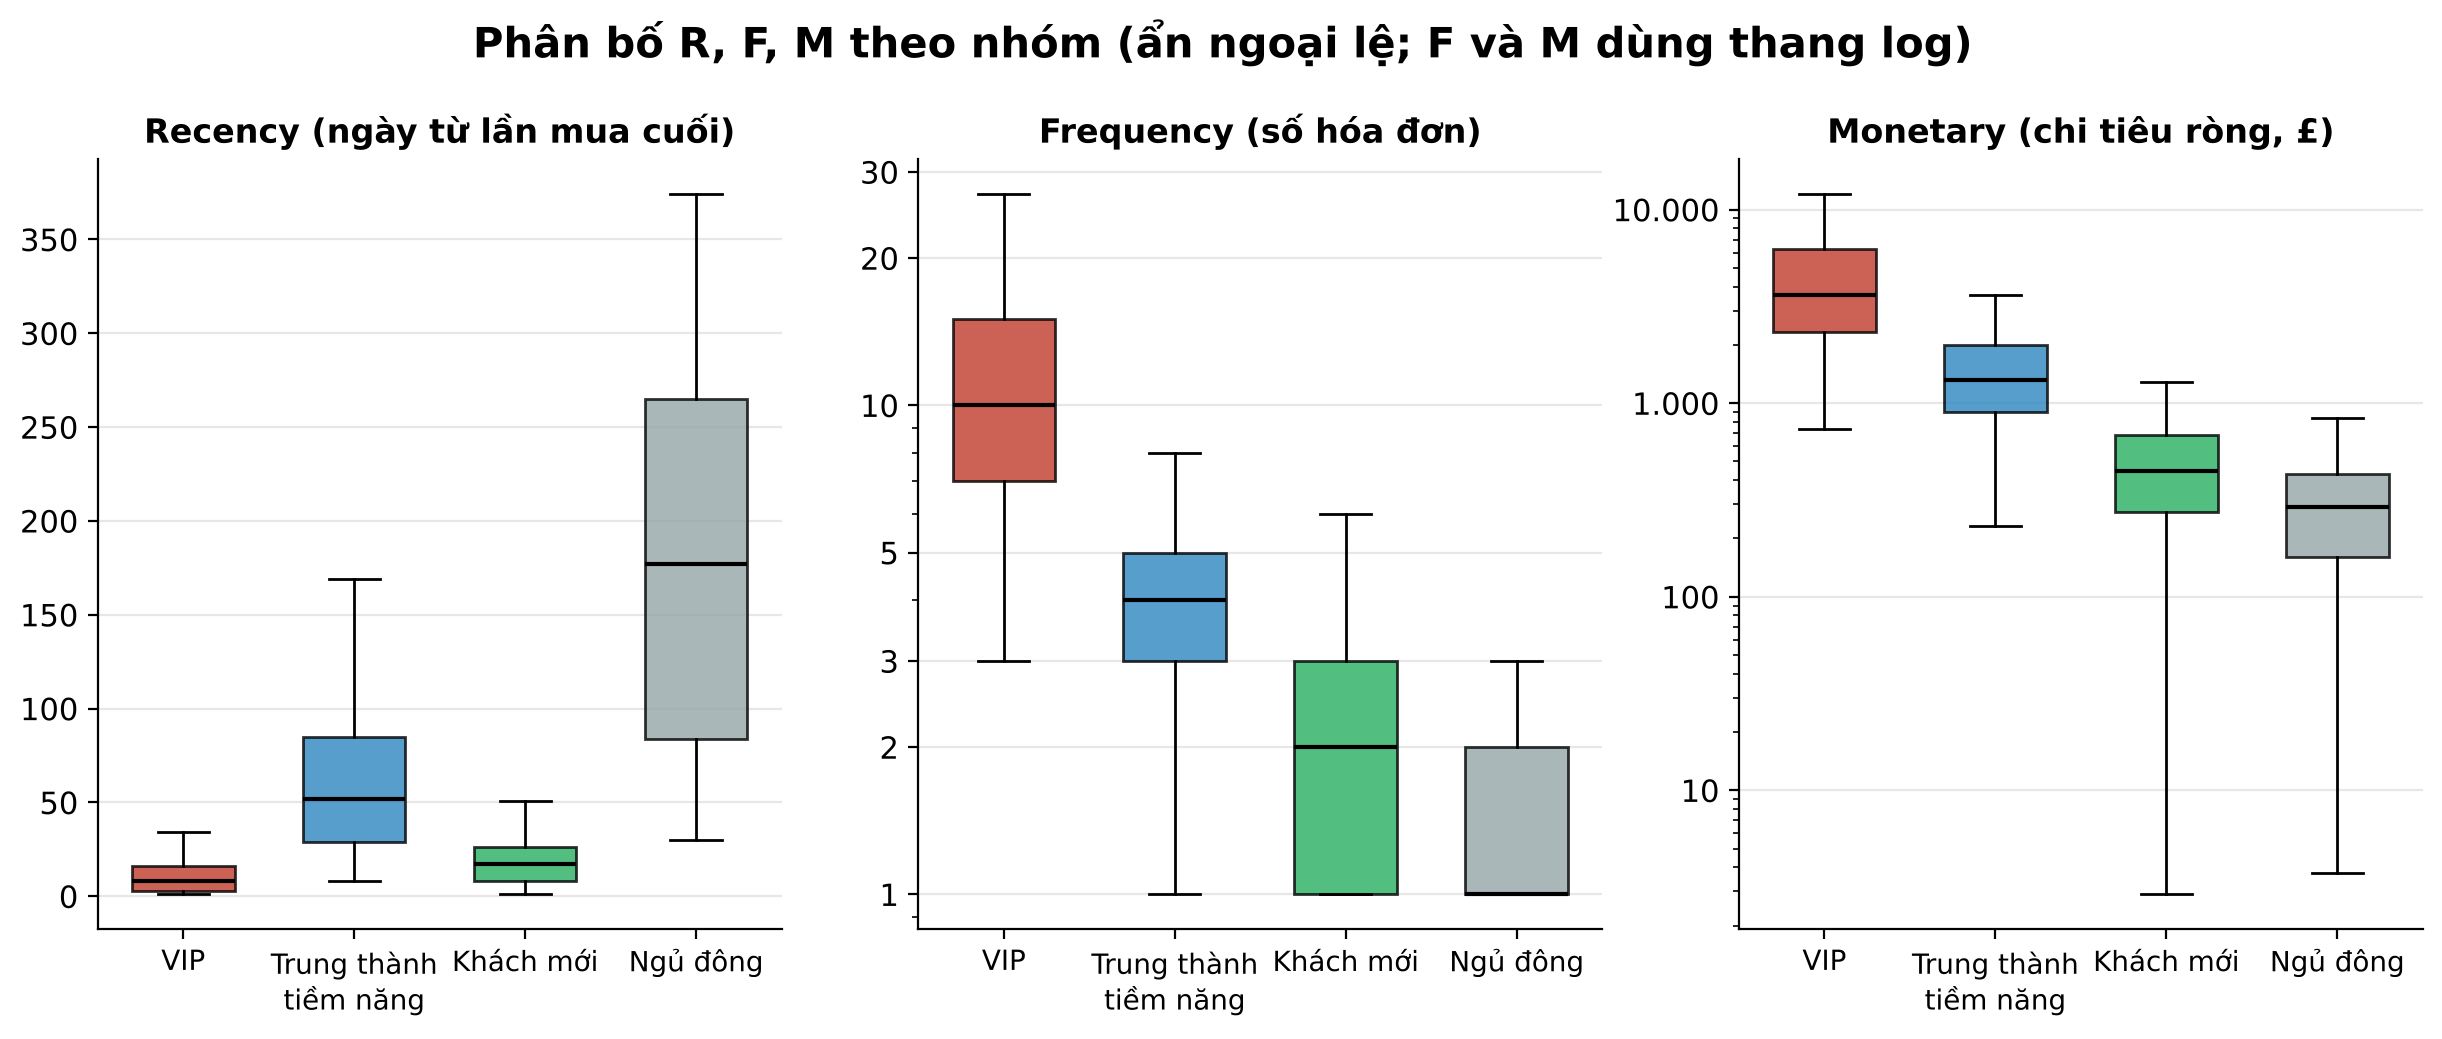 Phân bố R, F, M theo nhóm (ẩn ngoại lệ; F và M dùng thang log)
Recency (ngày từ lần mua cuối)
350
300
250
200
150
100
50
0
VIP
Trung thành
tiềm năng
Khách mới
Ngủ đông
Frequency (số hóa đơn)
30
20
10
5
3
2
1
VIP
Trung thành
tiềm năng
Khách mới
Ngủ đông
Monetary (chi tiêu ròng, £)
10.000
1.000
100
10
VIP
Trung thành
tiềm năng
Khách mới
Ngủ đông